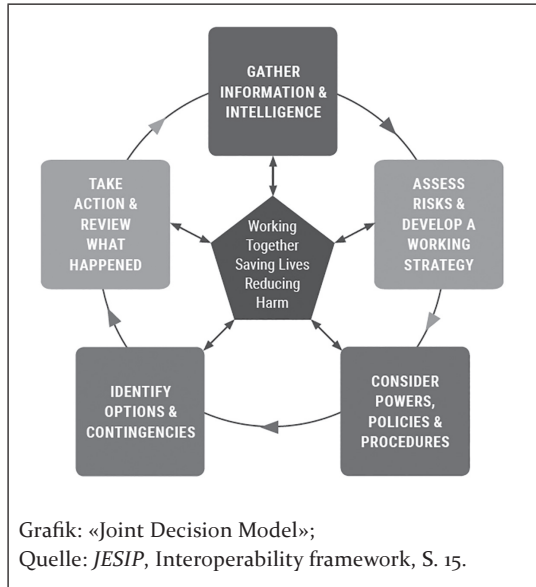 GATHER
INFORMATION &
INTELLIGENCE
ASSESS
RISKS &
DEVELOP A
WORKING
STRATEGY
CONSIDER
POWERS,
POLICIES &
PROCEDURES
IDENTIFY
OPTIONS &
CONTINGENCIES
TAKE
ACTION &
REVIEW
WHAT
HAPPENED
Working
Together
Saving Lives
Reducing
Harm
Grafik: «Joint Decision Model»;
Quelle: JESIP, Interoperability framework, S. 15.